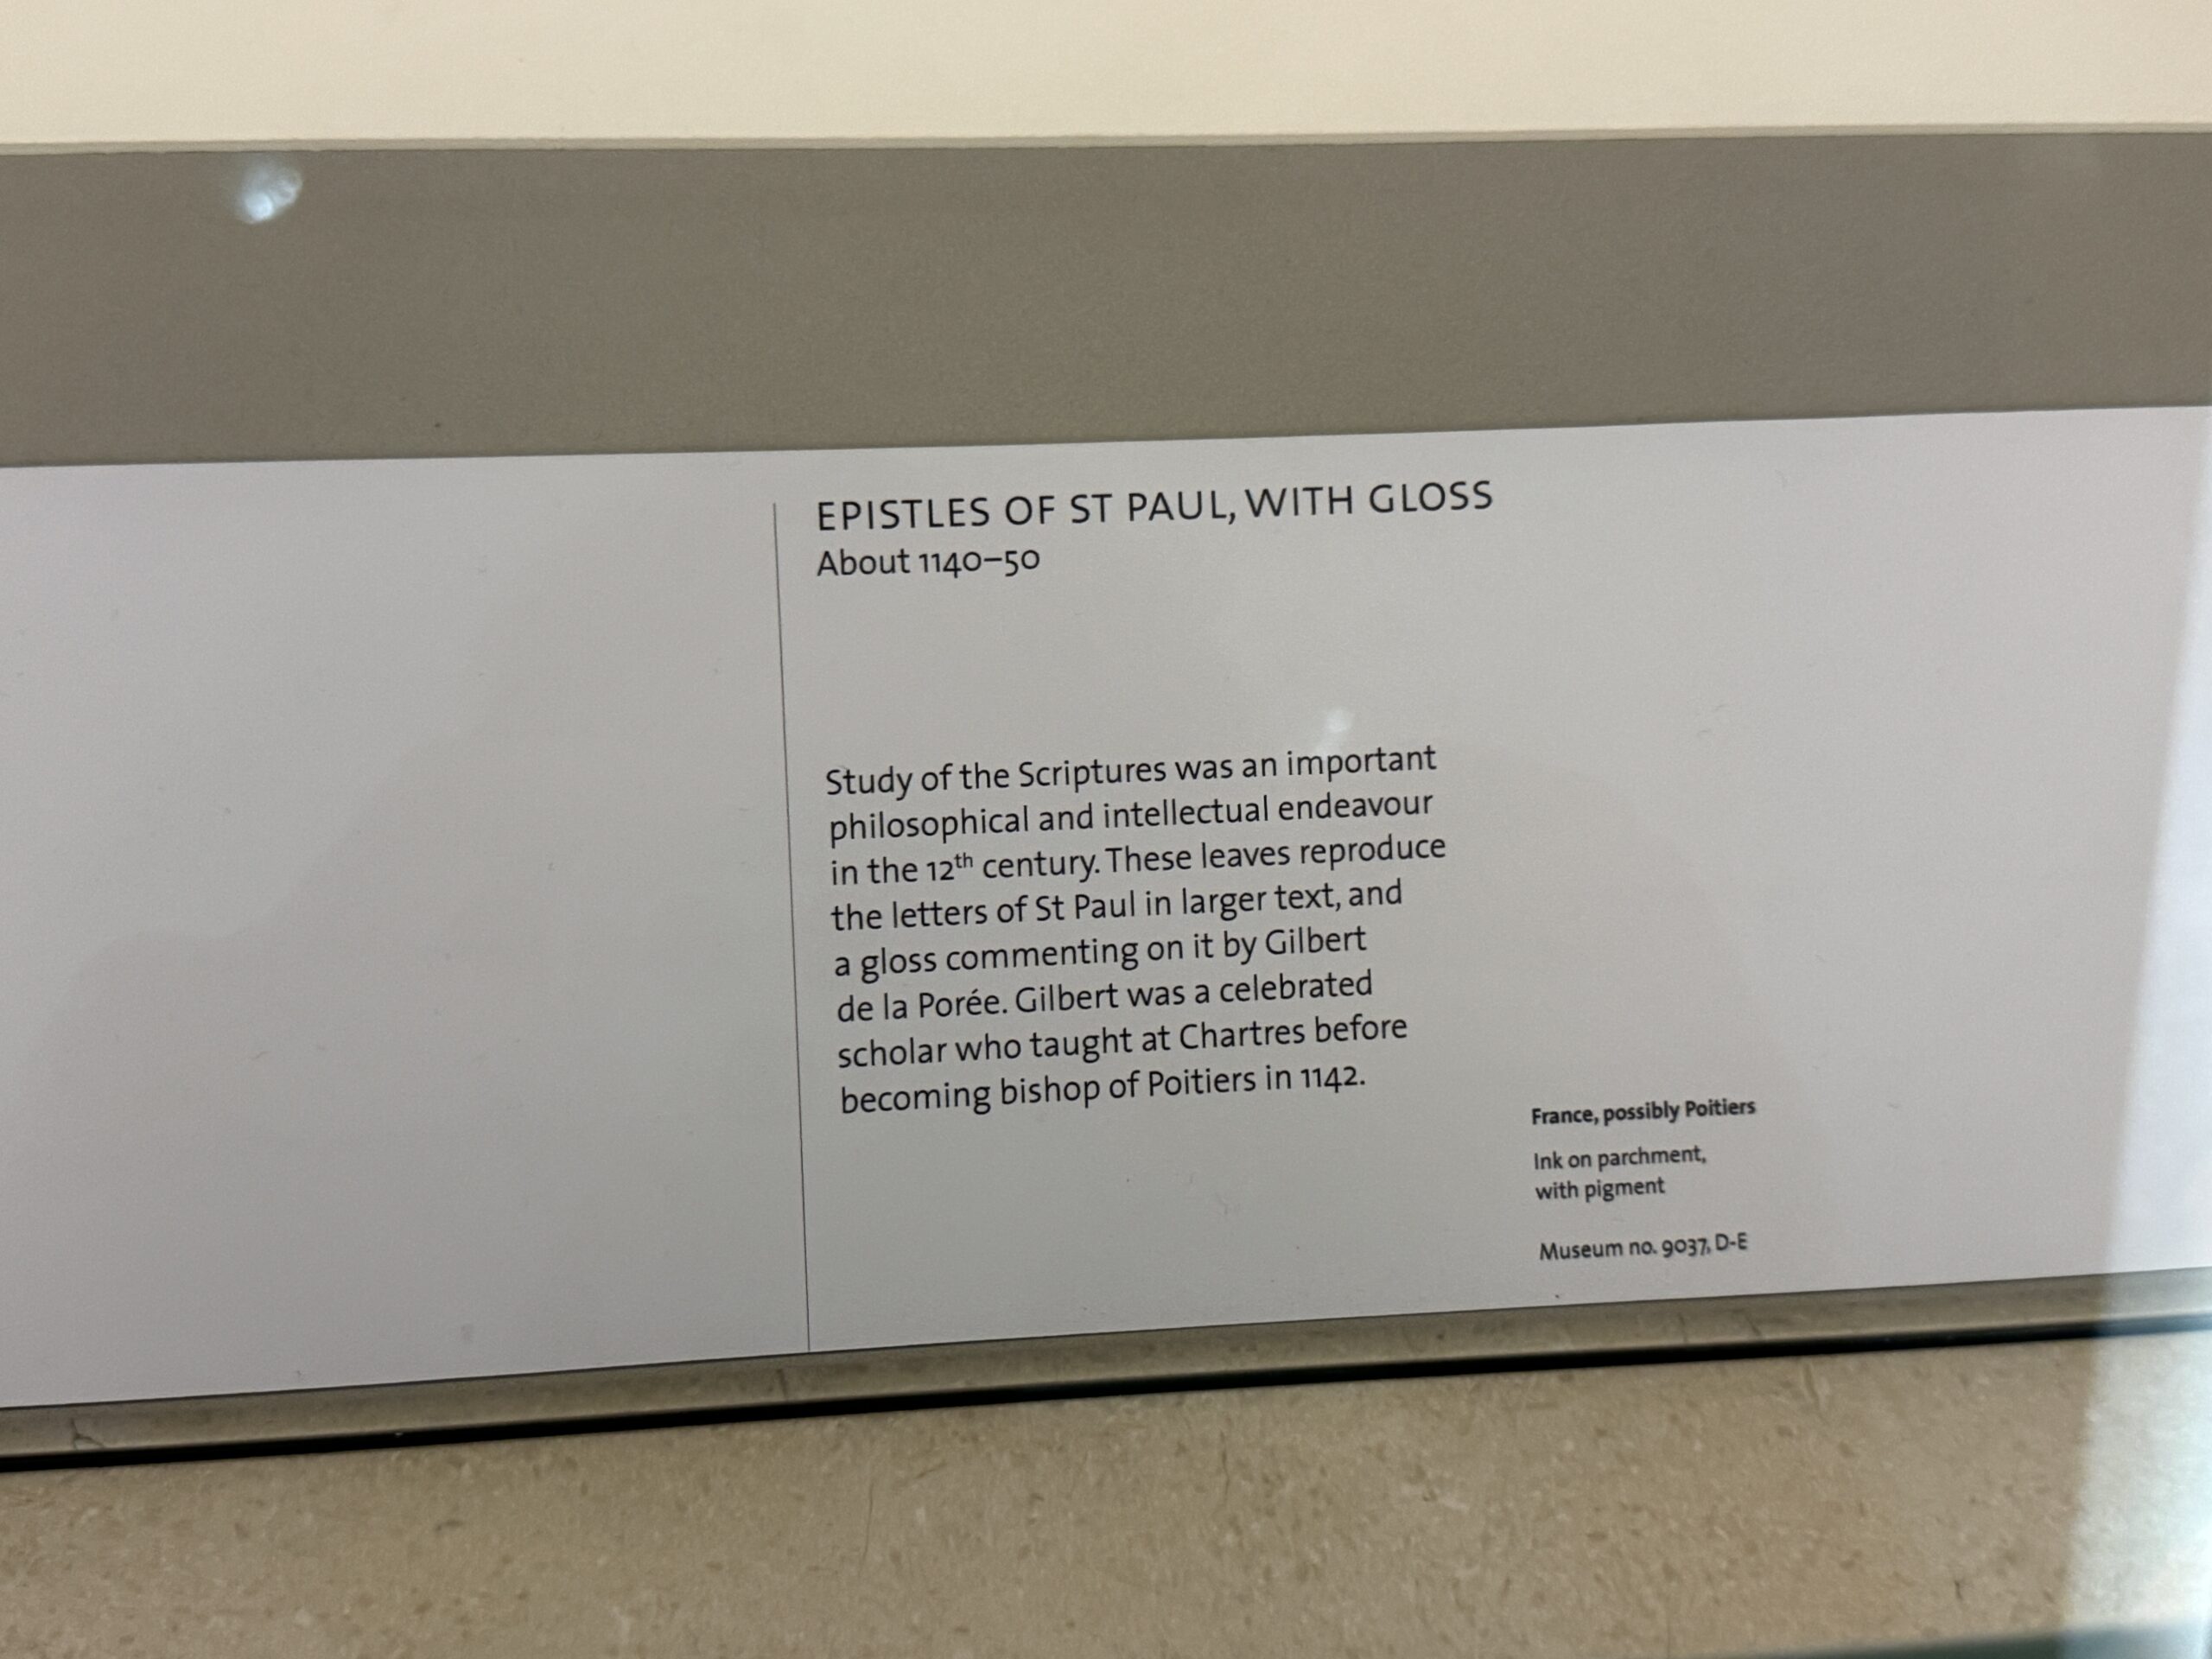 EPISTLES OF ST PAUL, WITH GLOSS
About 1140–50
Study of the Scriptures was an important
philosophical and intellectual endeavour
in the 12th century. These leaves reproduce
the letters of St Paul in larger text, and
a gloss commenting on it by Gilbert
de la Porée. Gilbert was a celebrated
scholar who taught at Chartres before
becoming bishop of Poitiers in 1142.
France, possibly Poitiers
Ink on parchment,
with pigment
Museum no. 9037, D-E